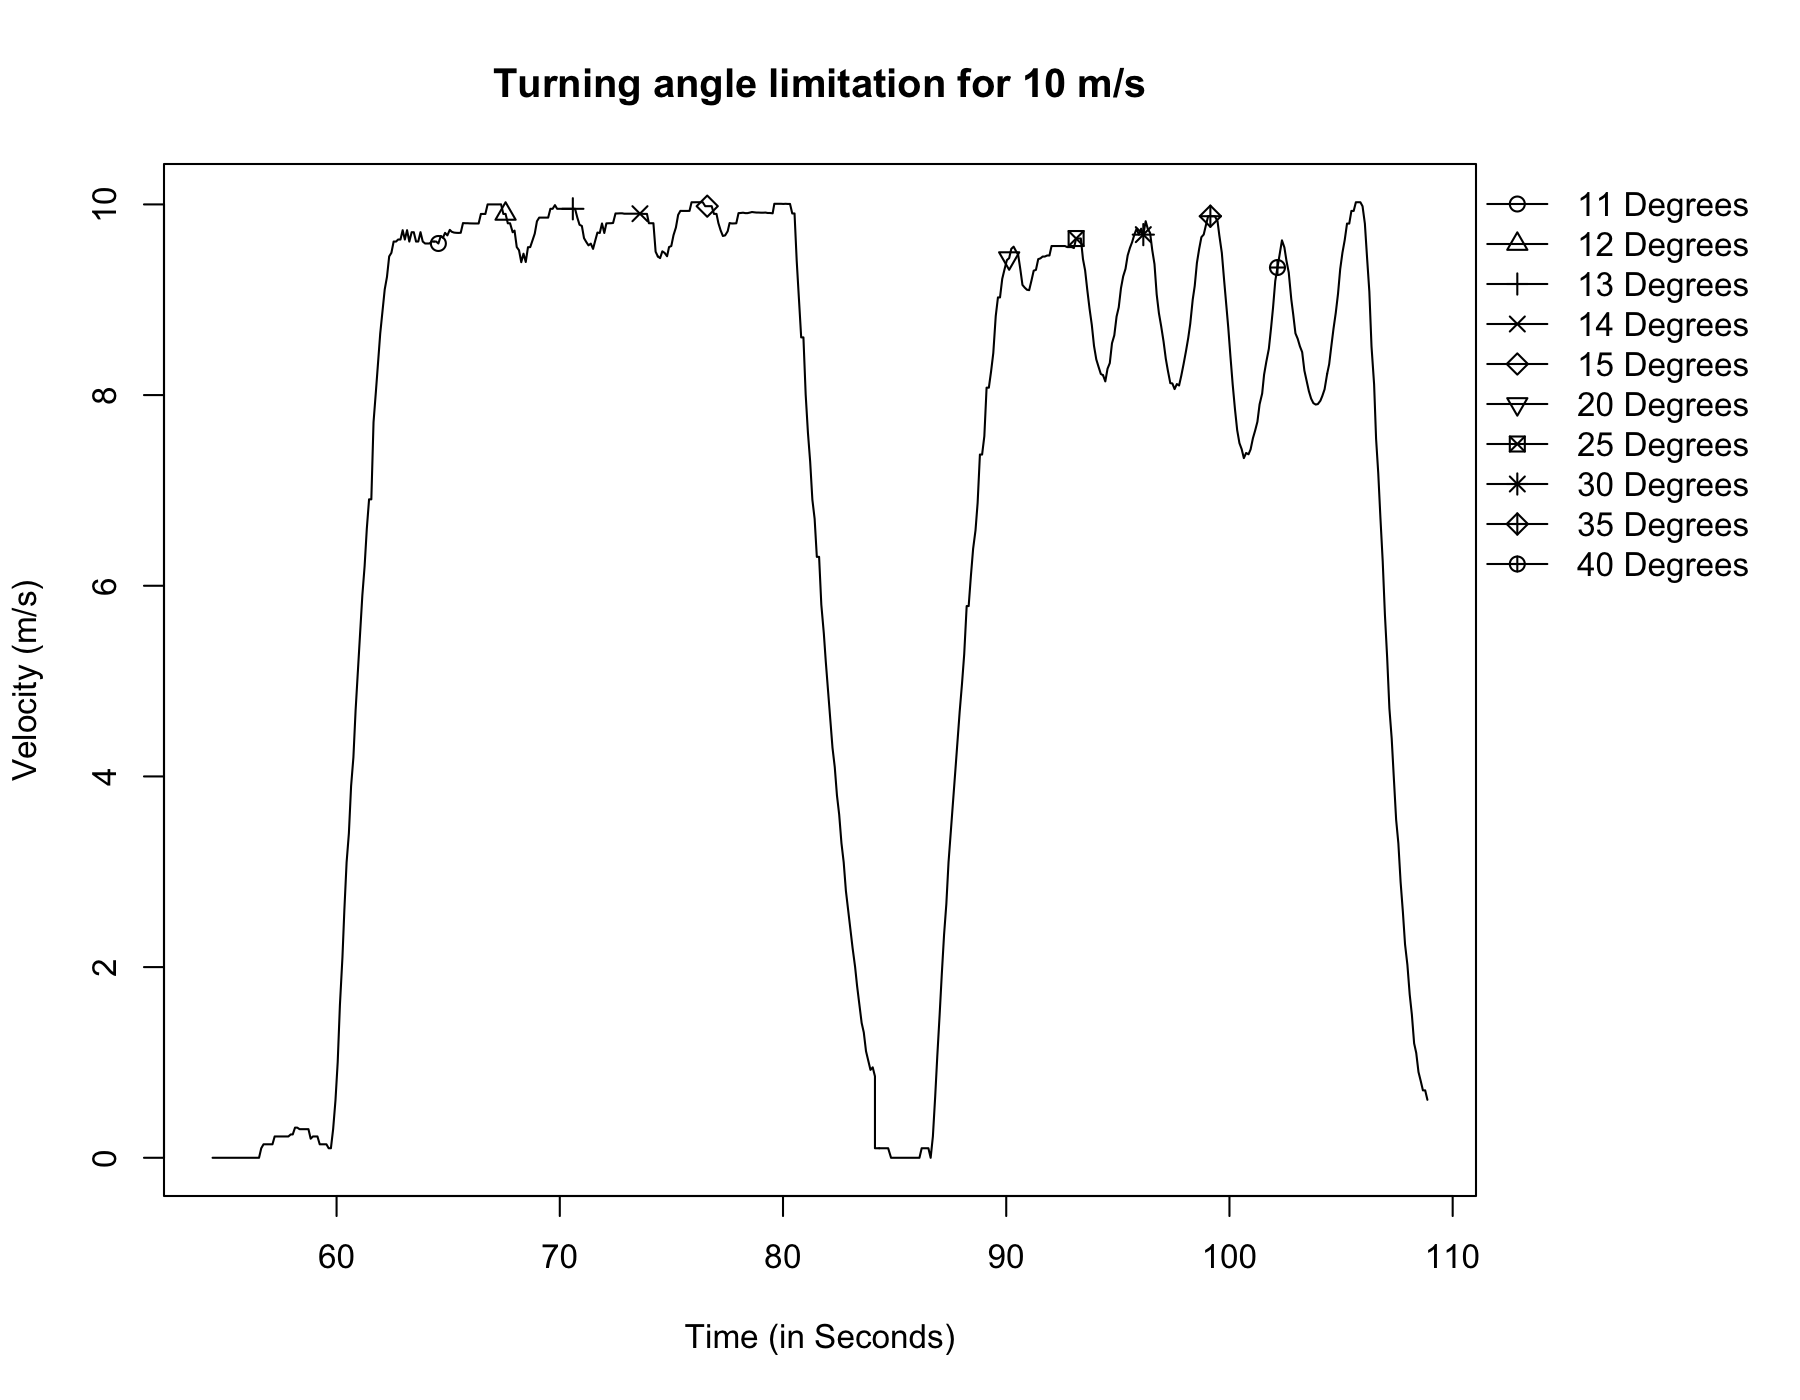 Turning angle limitation for 10 m/s
Velocity (m/s)
10
8
6
4
2
0
60 70 80 90 100 110
Time (in Seconds)
11 Degrees
12 Degrees
13 Degrees
14 Degrees
15 Degrees
20 Degrees
25 Degrees
30 Degrees
35 Degrees
40 Degrees